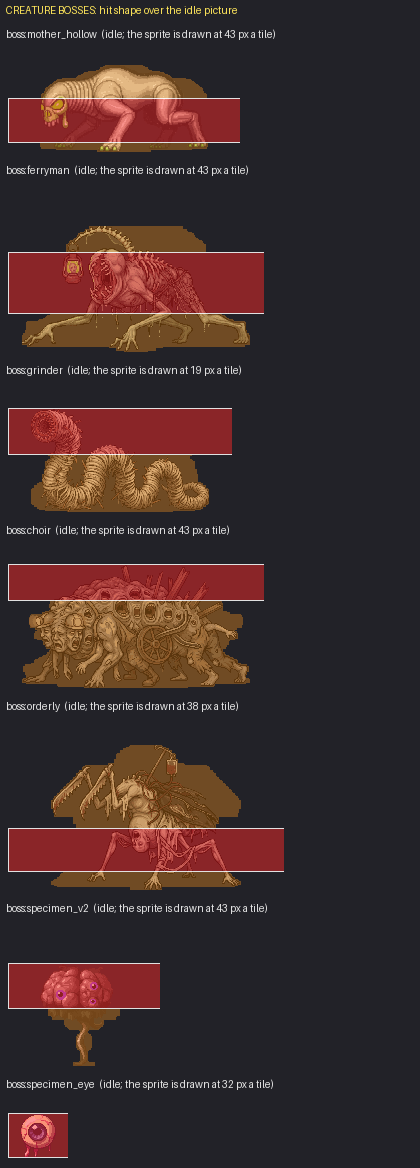 CREATURE BOSSES: hit shape over the idle picture
boss:mother_hollow (idle; the sprite is drawn at 43 px a tile)
boss:ferryman (idle; the sprite is drawn at 43 px a tile)
boss:grinder (idle; the sprite is drawn at 19 px a tile)
boss:choir (idle; the sprite is drawn at 43 px a tile)
boss:orderly (idle; the sprite is drawn at 38 px a tile)
boss:specimen_v2 (idle; the sprite is drawn at 43 px a tile)
boss:specimen_eye (idle; the sprite is drawn at 32 px a tile)